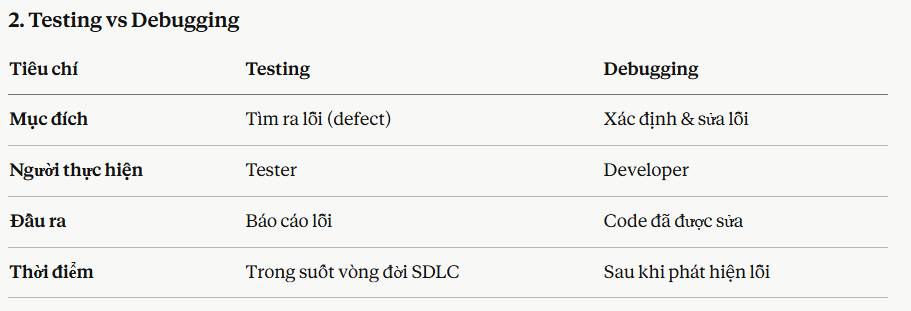 2. Testing vs Debugging
Tiêu chí Testing Debugging
Mục đích Tìm ra lỗi (defect) Xác định & sửa lỗi
Người thực hiện Tester Developer
Đầu ra Báo cáo lỗi Code đã được sửa
Thời điểm Trong suốt vòng đời SDLC Sau khi phát hiện lỗi